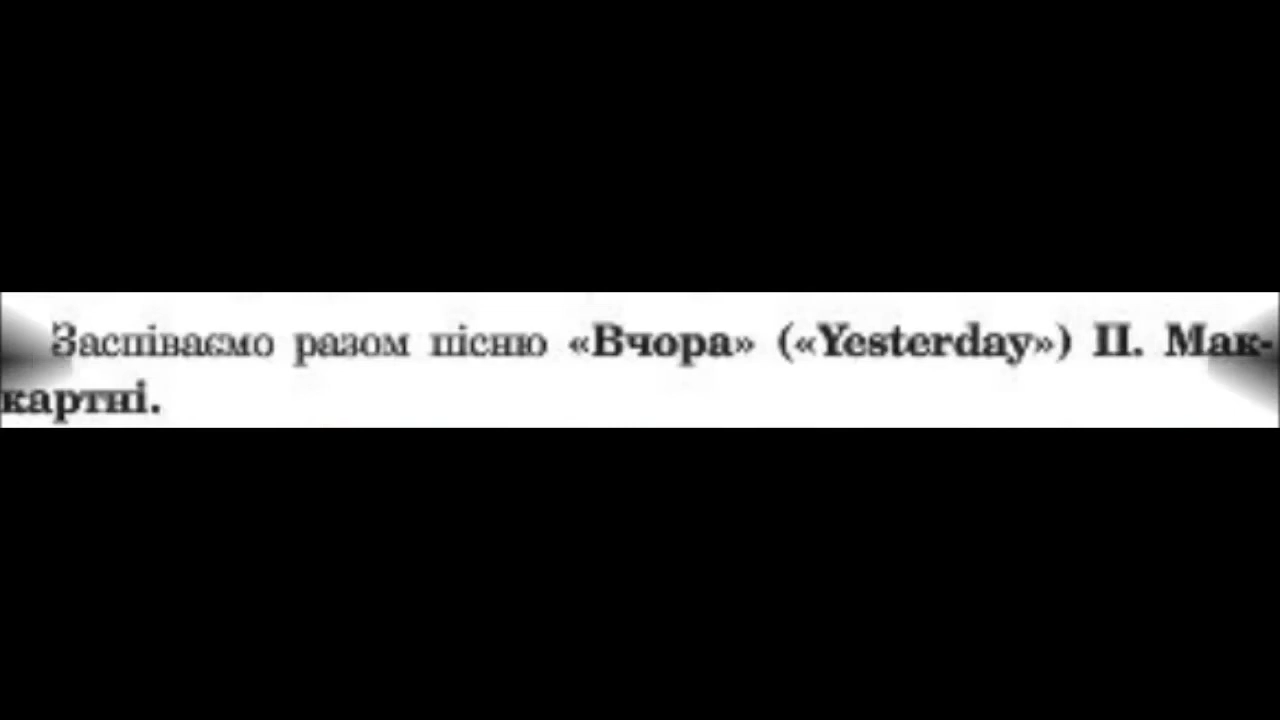 Заспіваємо разом пісню «Вчора» («Yesterday») П. Мак-
картні.